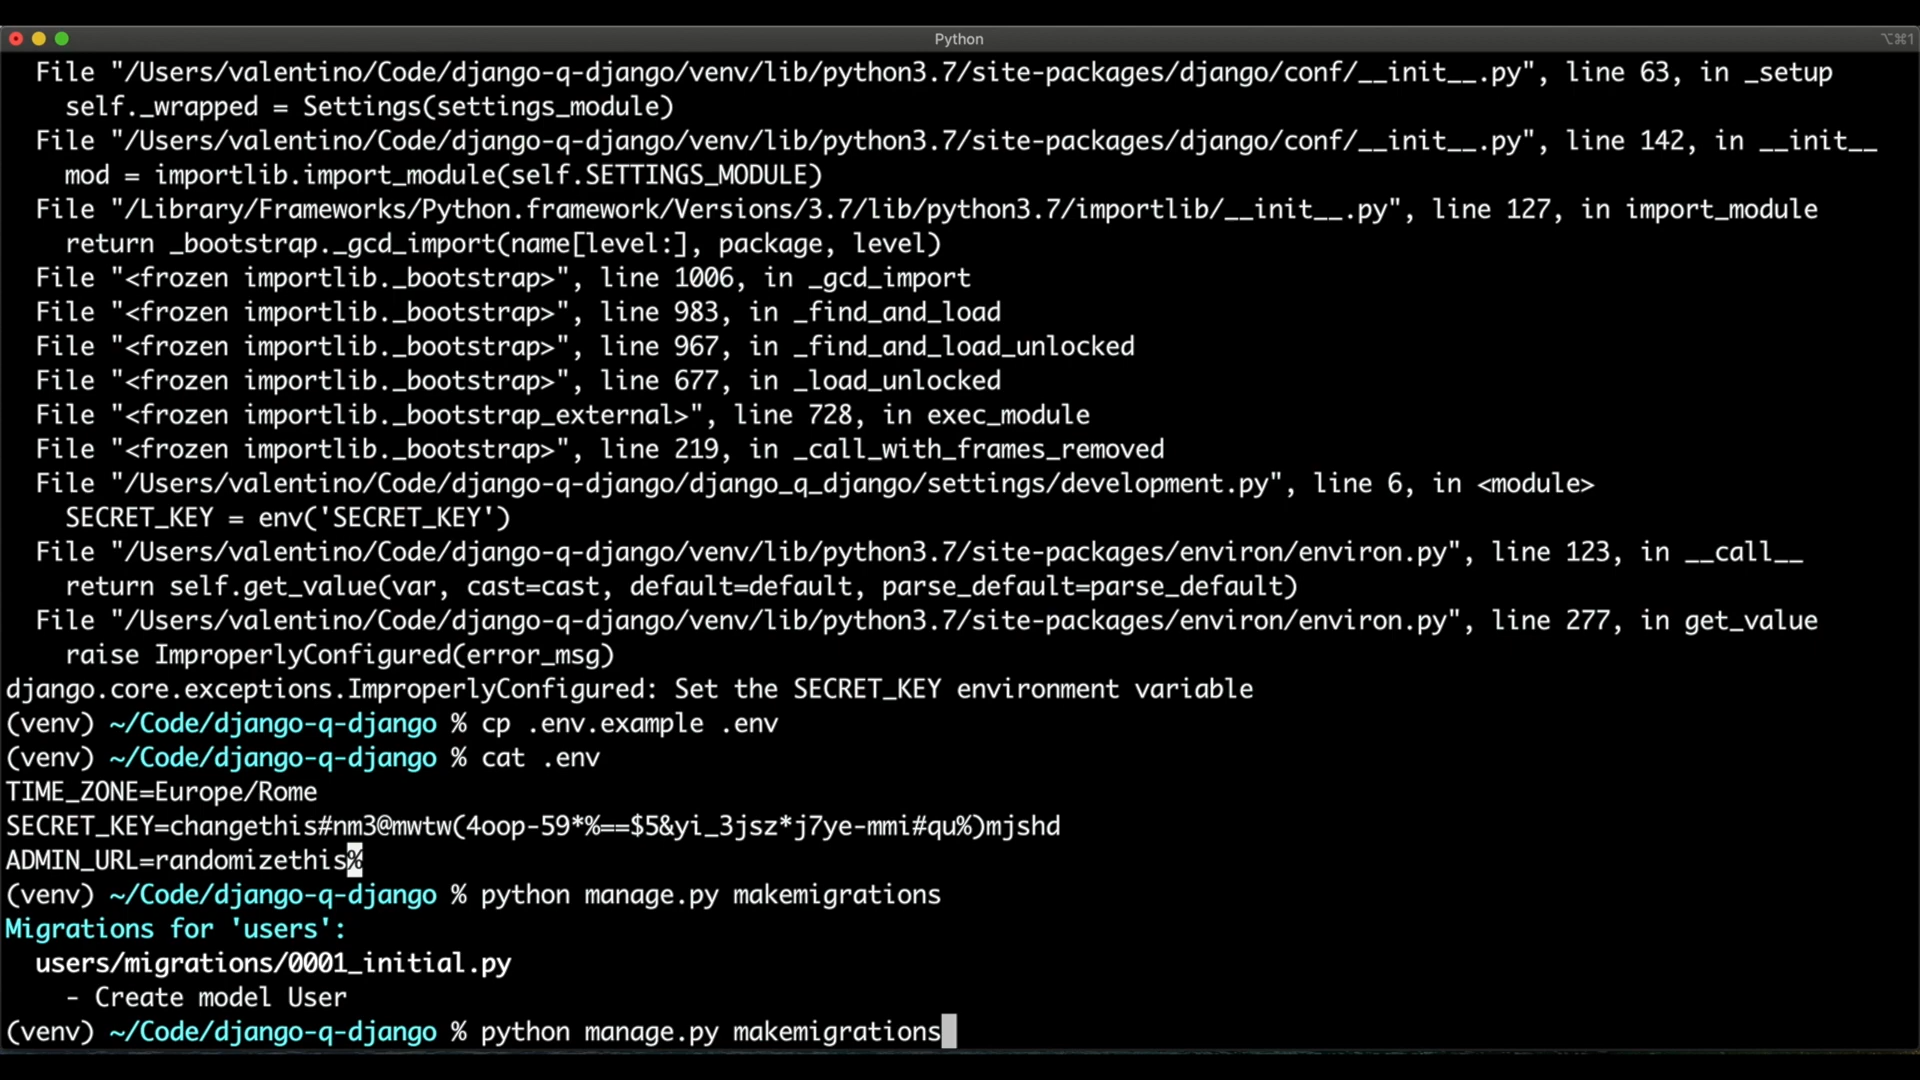 Python
⌥⌘1
File "/Users/valentino/Code/django-q-django/venv/lib/python3.7/site-packages/django/conf/__init__.py", line 63, in _setup
self._wrapped = Settings(settings_module)
File "/Users/valentino/Code/django-q-django/venv/lib/python3.7/site-packages/django/conf/__init__.py", line 142, in __init__
mod = importlib.import_module(self.SETTINGS_MODULE)
File "/Library/Frameworks/Python.framework/Versions/3.7/lib/python3.7/importlib/__init__.py", line 127, in import_module
return _bootstrap._gcd_import(name[level:], package, level)
File "<frozen importlib._bootstrap>", line 1006, in _gcd_import
File "<frozen importlib._bootstrap>", line 983, in _find_and_load
File "<frozen importlib._bootstrap>", line 967, in _find_and_load_unlocked
File "<frozen importlib._bootstrap>", line 677, in _load_unlocked
File "<frozen importlib._bootstrap_external>", line 728, in exec_module
File "<frozen importlib._bootstrap>", line 219, in _call_with_frames_removed
File "/Users/valentino/Code/django-q-django/django_q_django/settings/development.py", line 6, in <module>
SECRET_KEY = env('SECRET_KEY')
File "/Users/valentino/Code/django-q-django/venv/lib/python3.7/site-packages/environ/environ.py", line 123, in __call__
return self.get_value(var, cast=cast, default=default, parse_default=parse_default)
File "/Users/valentino/Code/django-q-django/venv/lib/python3.7/site-packages/environ/environ.py", line 277, in get_value
raise ImproperlyConfigured(error_msg)
django.core.exceptions.ImproperlyConfigured: Set the SECRET_KEY environment variable
(venv) ~/Code/django-q-django % cp .env.example .env
(venv) ~/Code/django-q-django % cat .env
TIME_ZONE=Europe/Rome
SECRET_KEY=changethis#nm3@mwtw(4oop-59*%==$5&yi_3jsz*j7ye-mmi#qu%)mjshd
ADMIN_URL=randomizethis%
(venv) ~/Code/django-q-django % python manage.py makemigrations
Migrations for 'users':
users/migrations/0001_initial.py
- Create model User
(venv) ~/Code/django-q-django % python manage.py makemigrations